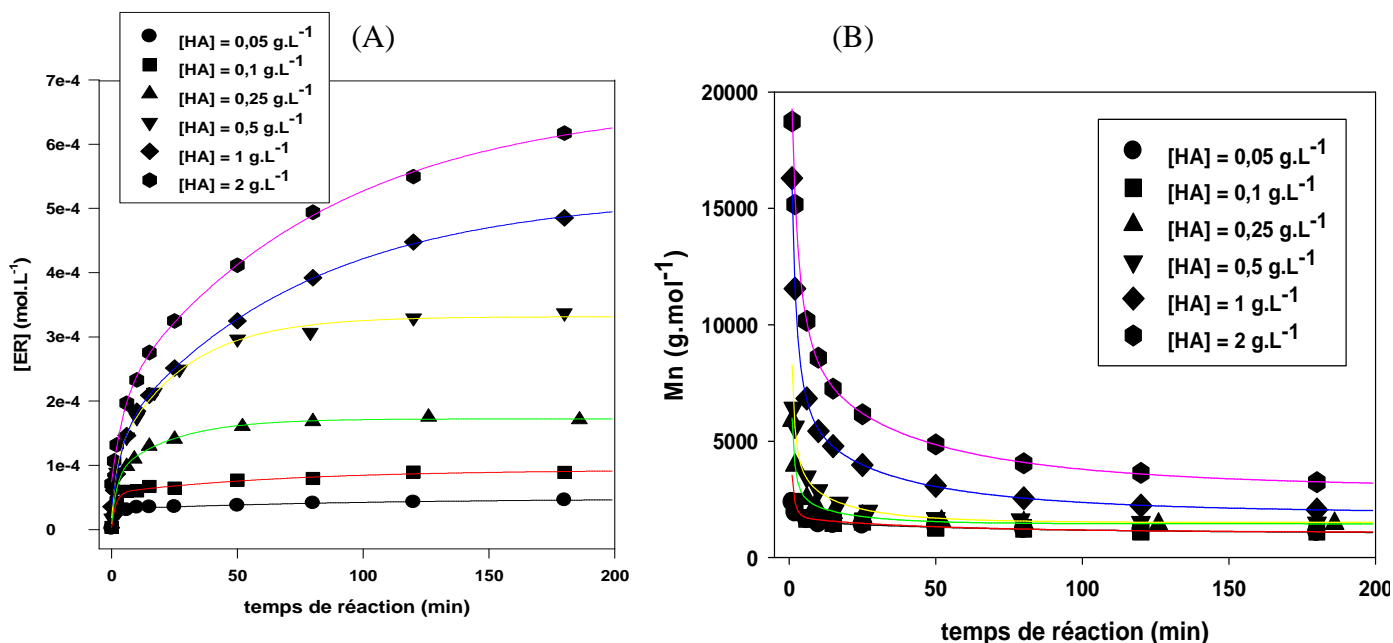 (A)
[HA] = 0,05 g.L-1
[HA] = 0,1 g.L-1
[HA] = 0,25 g.L-1
[HA] = 0,5 g.L-1
[HA] = 1 g.L-1
[HA] = 2 g.L-1
[ER] (mol.L-1)
7e-4
6e-4
5e-4
4e-4
3e-4
2e-4
1e-4
0
0 50 100 150 200
temps de réaction (min)
(B)
[HA] = 0,05 g.L-1
[HA] = 0,1 g.L-1
[HA] = 0,25 g.L-1
[HA] = 0,5 g.L-1
[HA] = 1 g.L-1
[HA] = 2 g.L-1
Mn (g.mol-1)
20000
15000
10000
5000
0
0 50 100 150 200
temps de réaction (min)